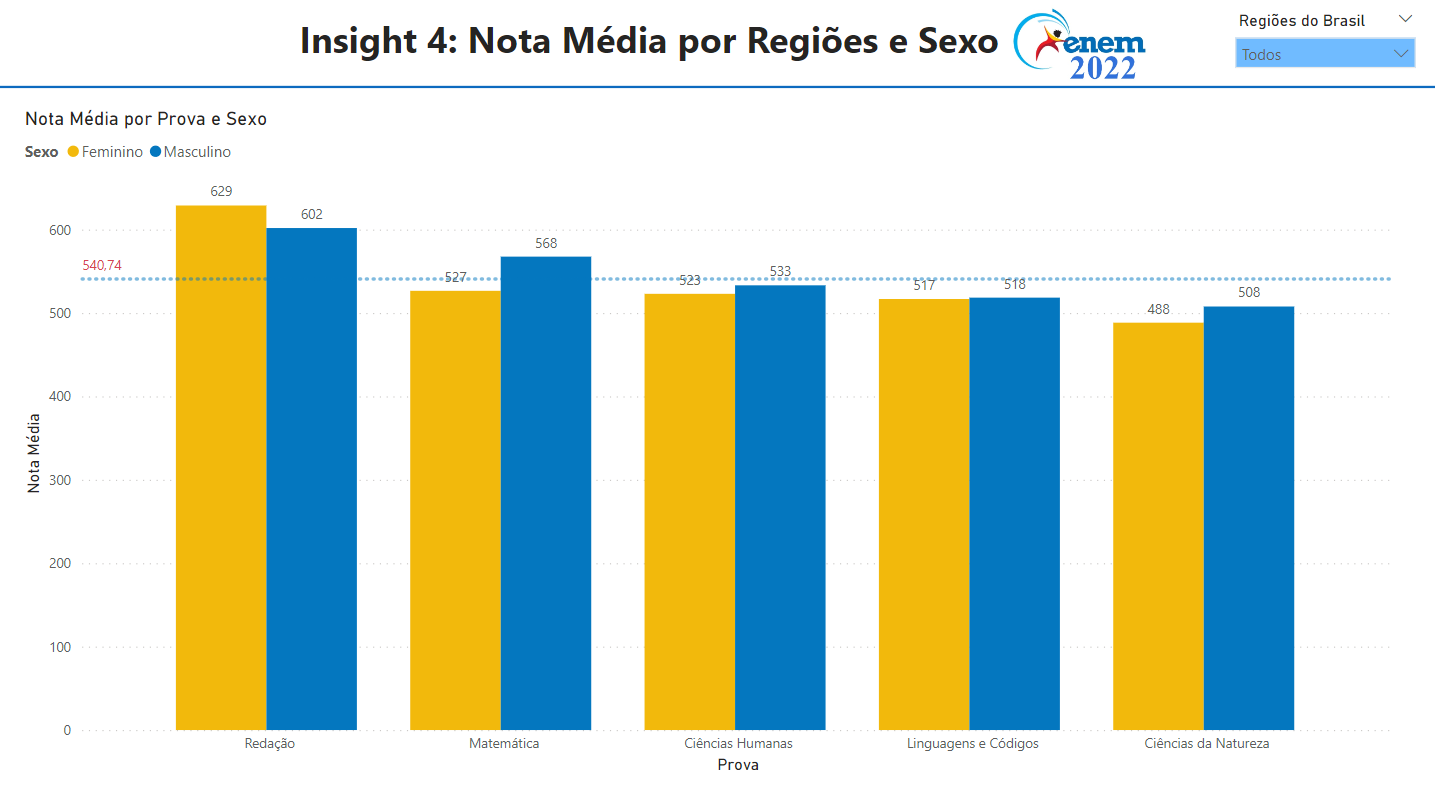 Insight 4: Nota Média por Regiões e Sexo
enem
2022
Regiões do Brasil
Todos
Nota Média por Prova e Sexo
Sexo Feminino Masculino
629
602
600
568
540,74
527
523
533
517
518
500
488
508
400
300
200
100
0
Nota Média
Redação
Matemática
Ciências Humanas
Linguagens e Códigos
Ciências da Natureza
Prova